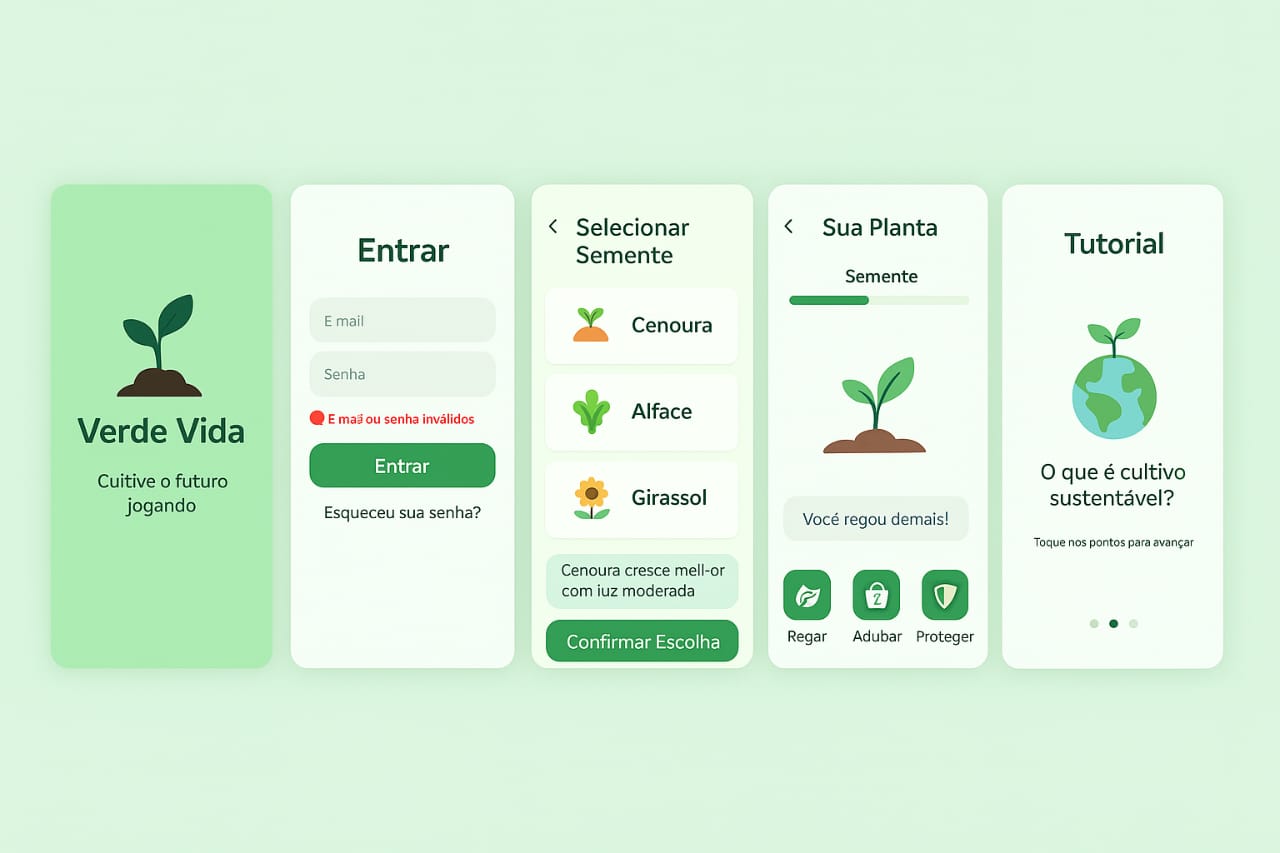 Verde Vida
Cuitive o futuro
jogando
Entrar
E mail
Senha
E mail ou senha inválidos
Entrar
Esqueceu sua senha?
Selecionar
Semente
Cenoura
Alface
Girassol
Cenoura cresce mell-or
com iuz moderada
Confirmar Escolha
Sua Planta
Semente
Vocé regou demais!
Regar
Adubar
Proteger
Tutorial
O que é cultivo
sustentável?
Toque nos pontos para avançar